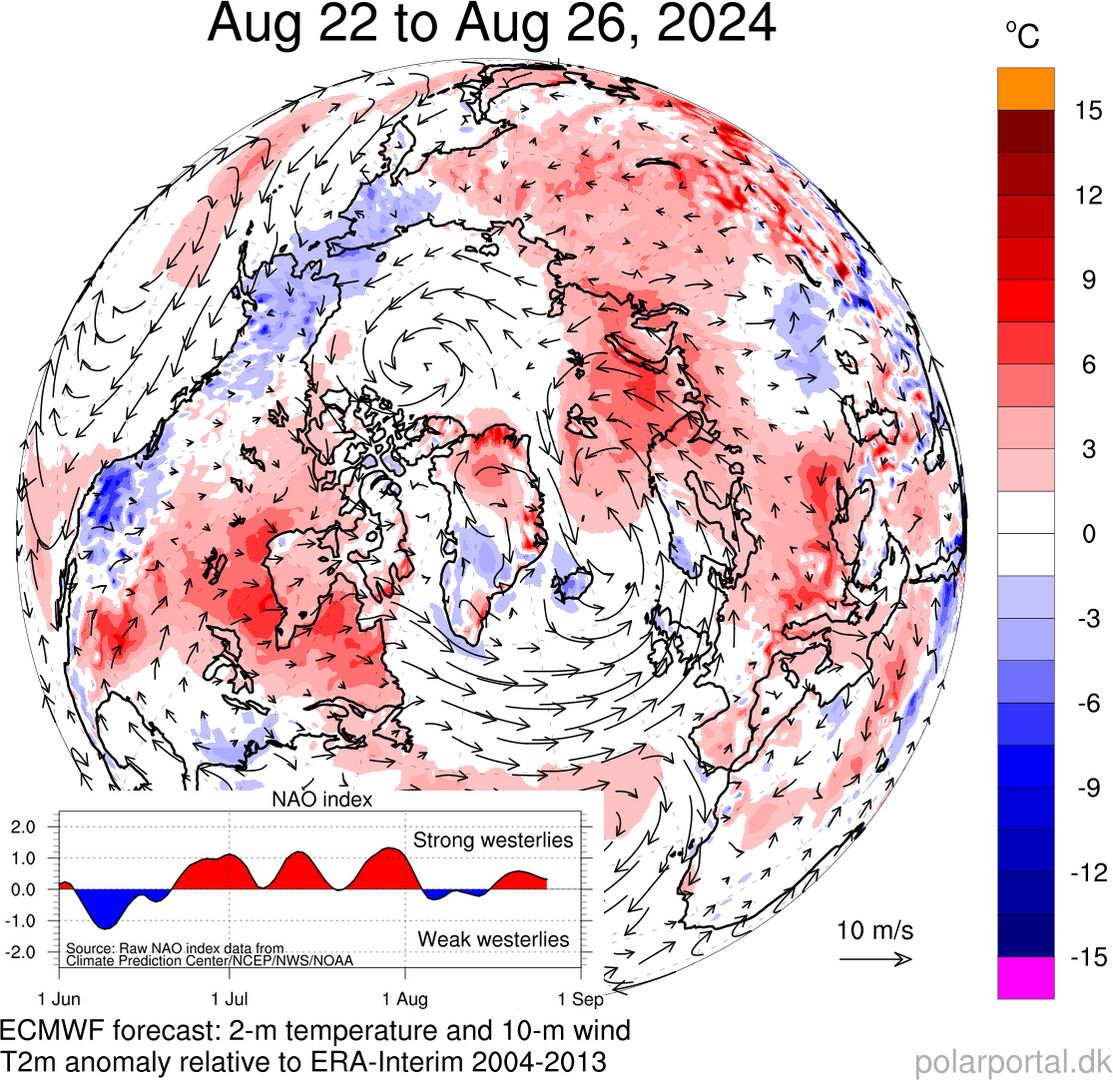 Aug 22 to Aug 26, 2024
°C
15
12
9
6
3
0
-3
-6
-9
-12
-15
NAO index
2.0
1.0
0.0
-1.0
-2.0
Strong westerlies
Weak westerlies
Source: Raw NAO index data from
Climate Prediction Center/NCEP/NWS/NOAA
1 Jun
1 Jul
1 Aug
1 Sep
10 m/s
ECMWF forecast: 2-m temperature and 10-m wind
T2m anomaly relative to ERA-Interim 2004-2013
polarportal.dk